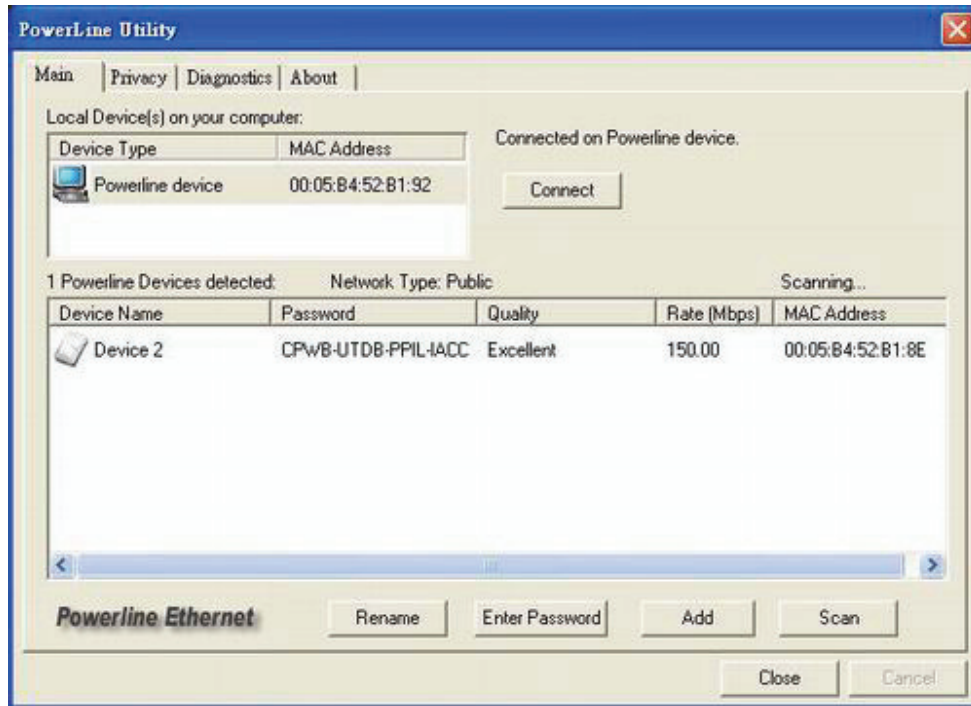 PowerLine Utility
Main Privacy Diagnostics About
Local Device(s) on your computer:
Device Type MAC Address
Powerline device 00:05:B4:52:B1:92
Connected on Powerline device.
Connect
1 Powerline Devices detected: Network Type: Public Scanning...
Device Name Password Quality Rate (Mbps) MAC Address
Device 2 CPWB-UTDB-PPIL-IACC Excellent 150.00 00:05:B4:52:B1:8E
Powerline Ethernet Rename Enter Password Add Scan
Close Cancel